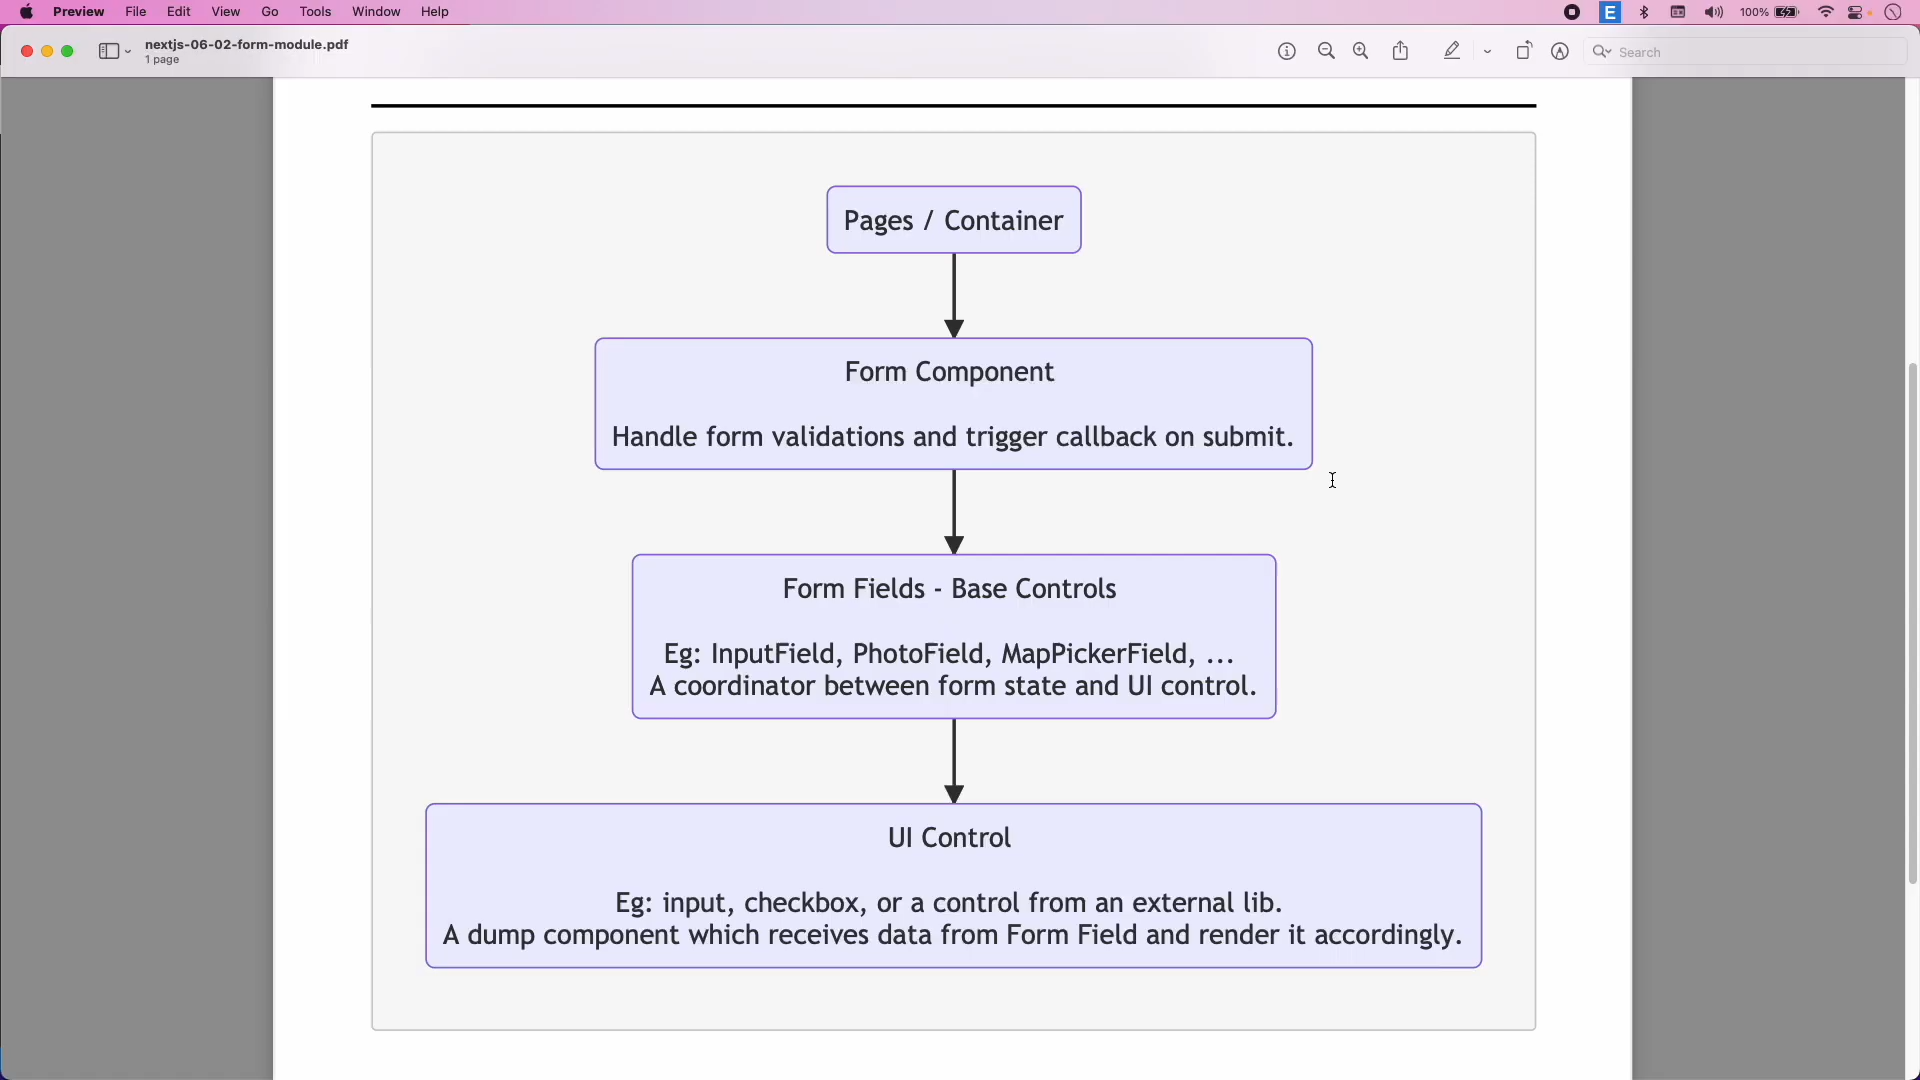 Preview File Edit View Go Tools Window Help
E 100%
nextjs-06-02-form-module.pdf
1 page
Search
Pages / Container
Form Component
Handle form validations and trigger callback on submit.
Form Fields - Base Controls
Eg: InputField, PhotoField, MapPickerField, ...
A coordinator between form state and UI control.
UI Control
Eg: input, checkbox, or a control from an external lib.
A dump component which receives data from Form Field and render it accordingly.